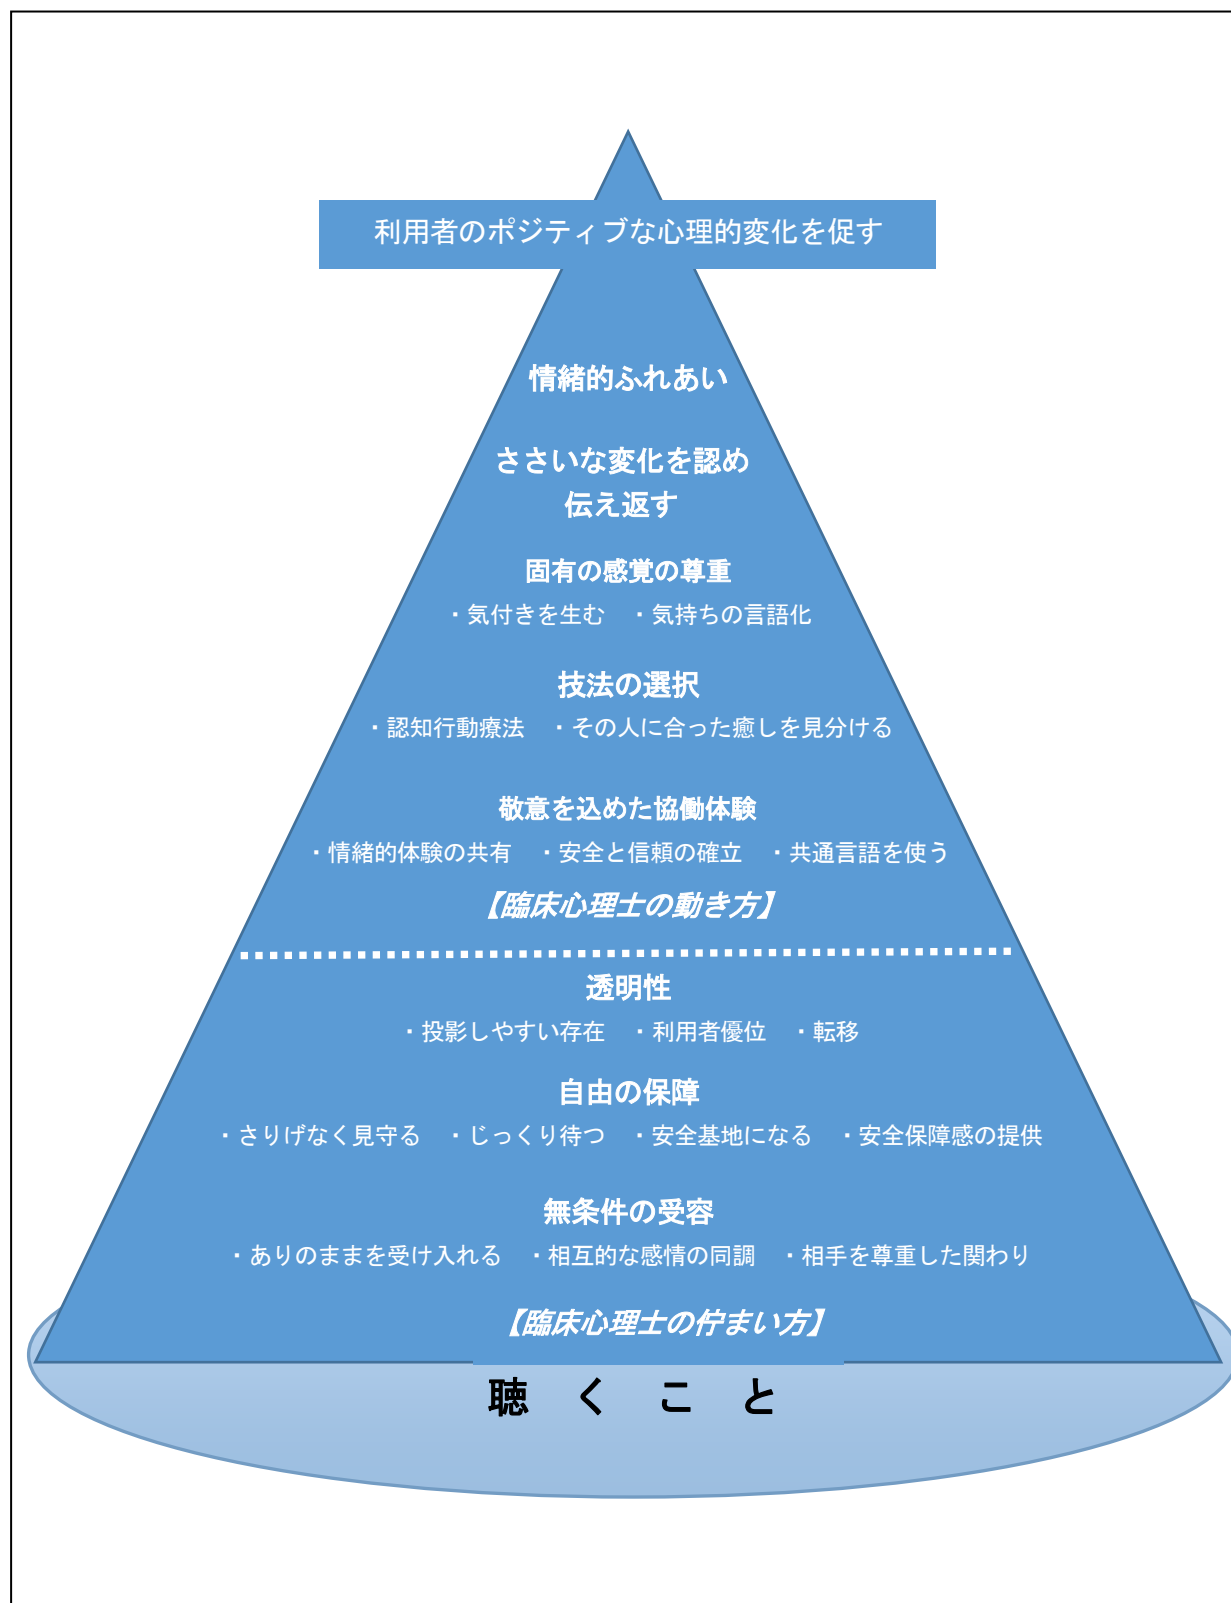 利用者のポジティブな心理的変化を促す
情緒的ふれあい
ささいな変化を認め
伝え返す
固有の感覚の尊重
・気付きを生む　・気持ちの言語化
技法の選択
・認知行動療法　・その人に合った癒しを見分ける
敬意を込めた協働体験
・情緒的体験の共有　・安全と信頼の確立　・共通言語を使う
【臨床心理士の動き方】
透明性
・投影しやすい存在　・利用者優位　・転移
自由の保障
・さりげなく見守る　・じっくり待つ　・安全基地になる　・安全保障感の提供
無条件の受容
・ありのままを受け入れる　・相互的な感情の同調　・相手を尊重した関わり
【臨床心理士の佇まい方】
聴くこと